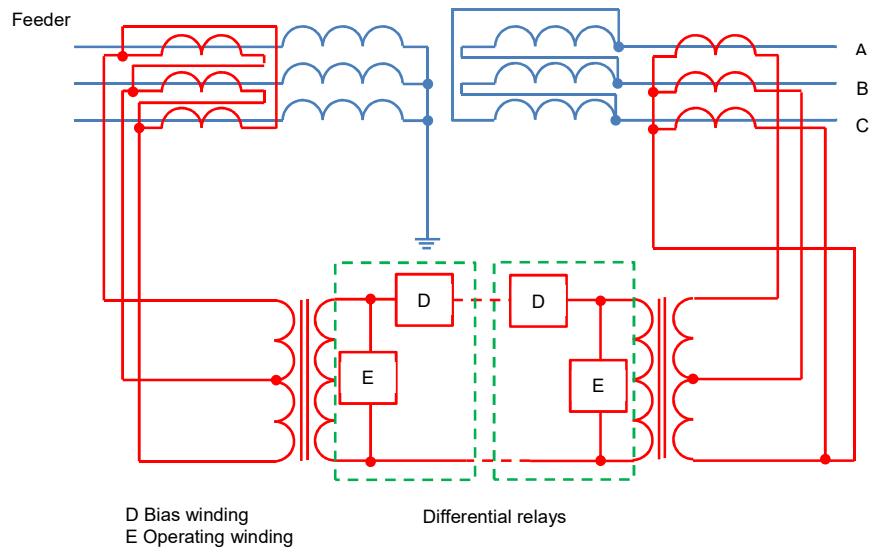 Feeder
A
B
C
D
D
E
E
D Bias winding
E Operating winding
Differential relays